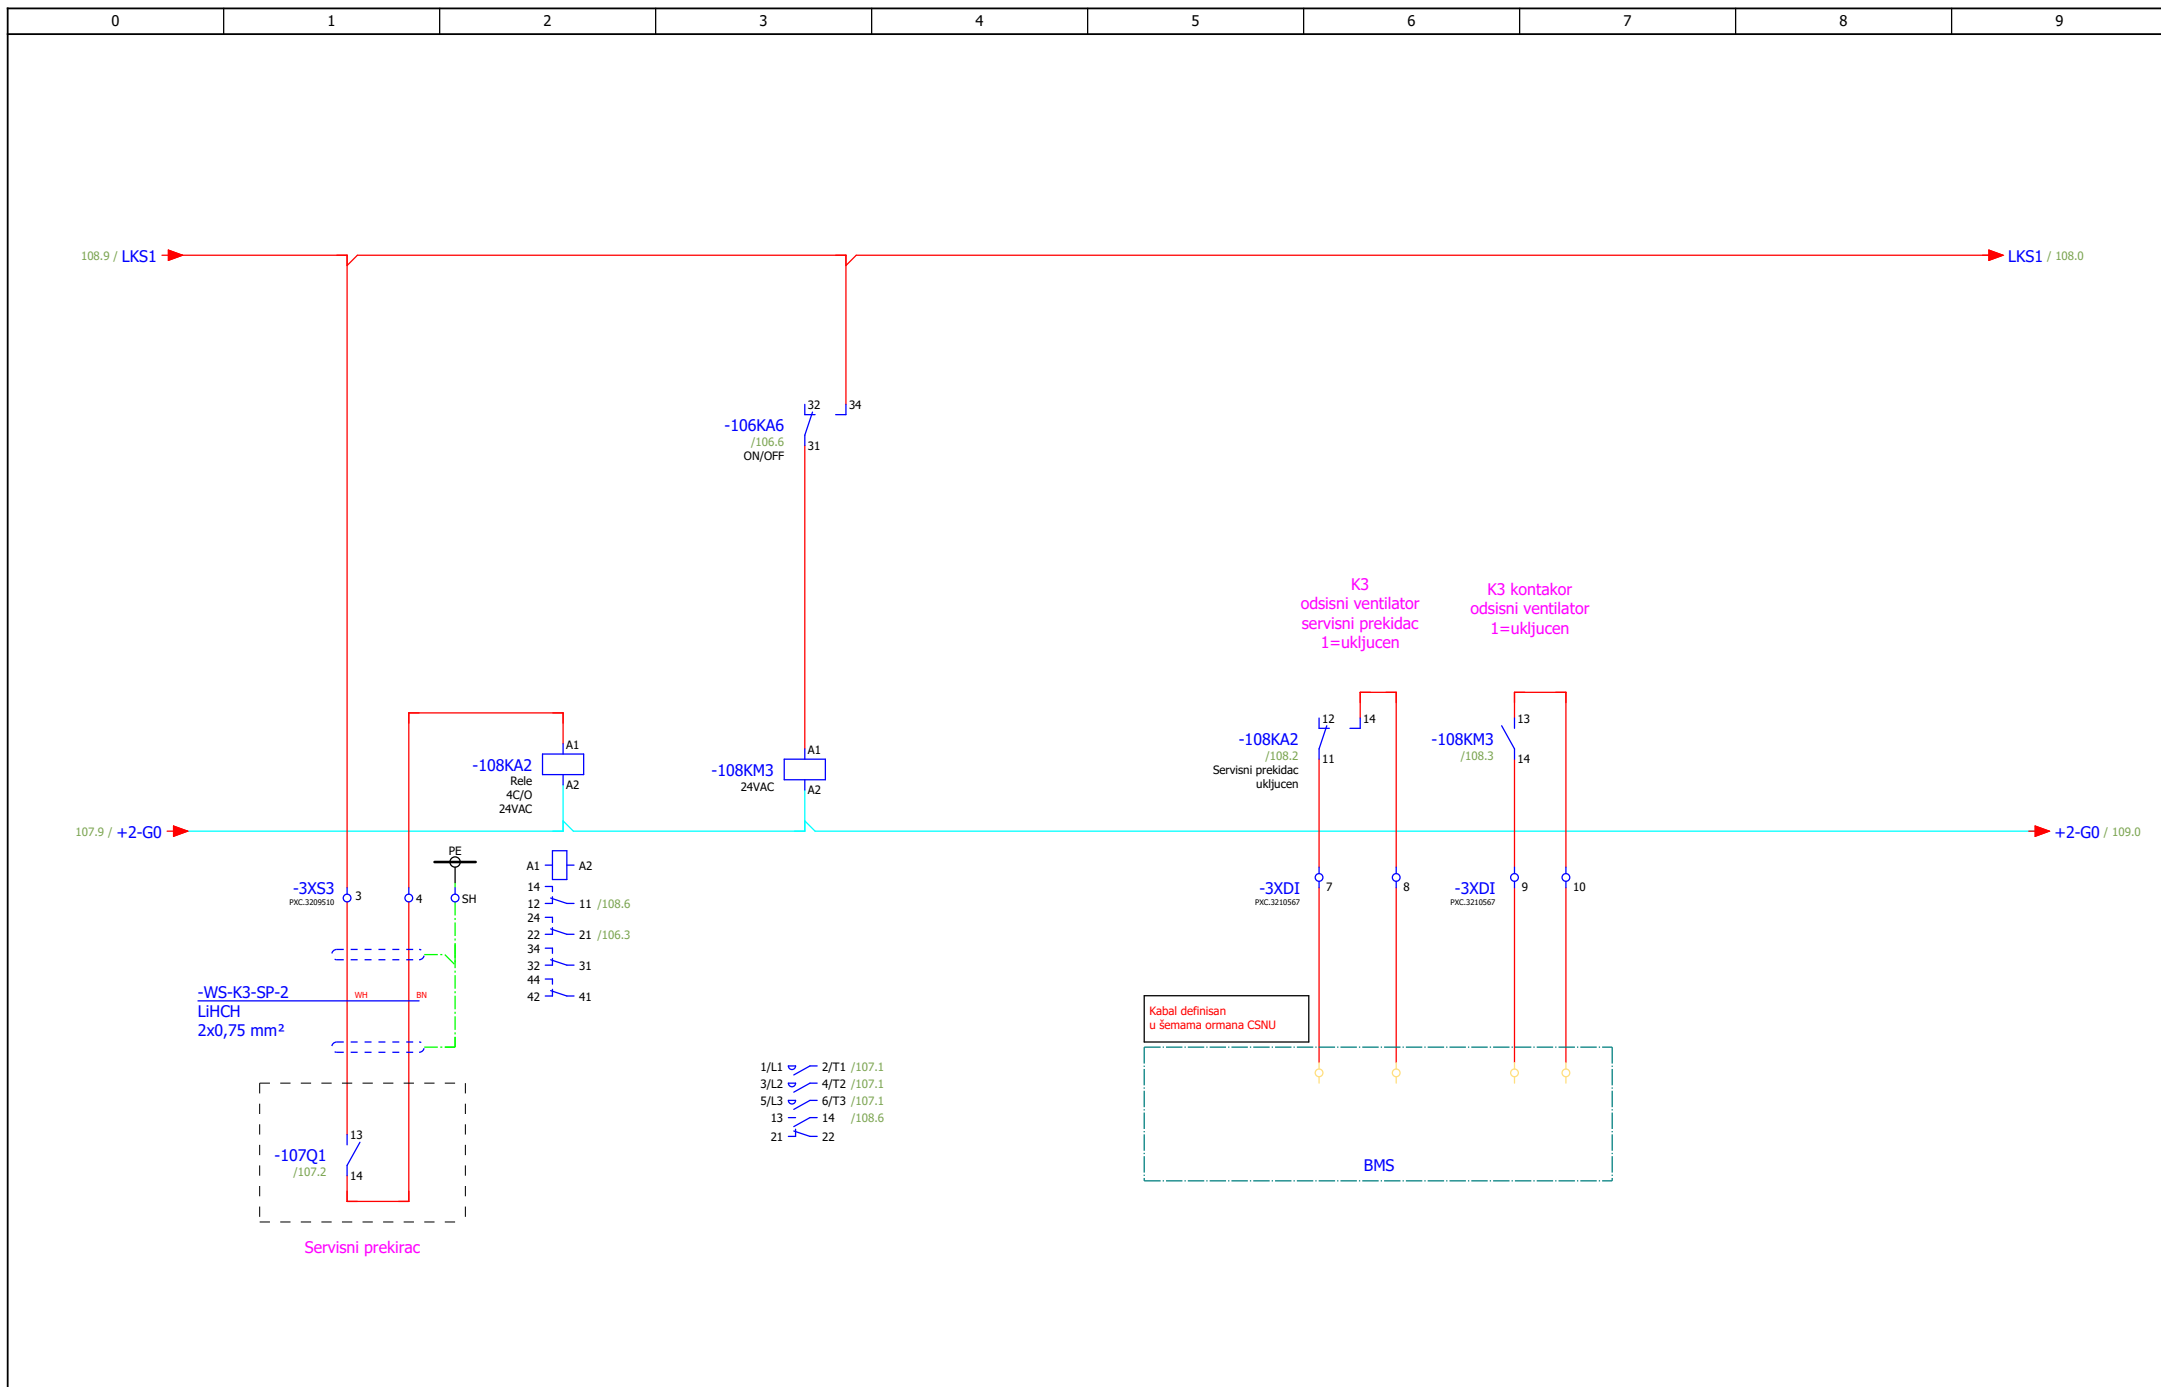 0 1 2 3 4 5 6 7 8 9
108.9 / LKS1
LKS1 / 108.0
32
34
-106KA6
/106.6
ON/OFF
31
K3
odsisni ventilator
servisni prekidac
1=ukljucen
K3 kontakor
odsisni ventilator
1=ukljucen
A1
-108KA2
Rele
4C/O
24VAC
A2
A1
-108KM3
24VAC
A2
12
14
-108KA2
/108.2
Servisni prekidac
ukljucen
11
13
-108KM3
/108.3
14
107.9 / +2-G0
+2-G0 / 109.0
PE
-3XS3
PXC.3209510
3
4
SH
A1 A2
14
12 11 /108.6
24
22 21 /106.3
34
32 31
44
42 41
-3XDI
PXC.3210567
7
8
-3XDI
PXC.3210567
9
10
-WS-K3-SP-2
LiHCH
2x0,75 mm²
WH
BN
Kabal definisan
u šemama ormana CSNU
1/L1 2/T1 /107.1
3/L2 4/T2 /107.1
5/L3 6/T3 /107.1
13 14 /108.6
21 22
13
-107Q1
/107.2
14
BMS
Servisni prekirac